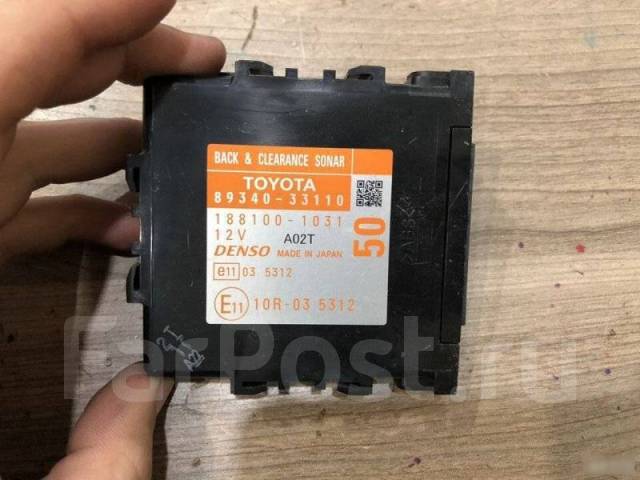 BACK & CLEARANCE SONAR
TOYOTA
89340-33110
188100-1031
12V A02T
DENSO MADE IN JAPAN
50
e11 03 5312
E11 10R-03 5312
FarPost.ru